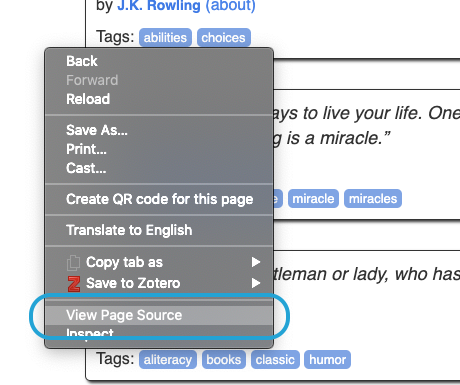 by J.K. Rowling (about)
Tags: abilities choices
Back
Forward
Reload
ays to live your life. One
Save As...
g is a miracle.”
Print...
Cast...
Create QR code for this page
miracle miracles
Translate to English
Copy tab as
tleman or lady, who has
Save to Zotero
View Page Source
Inspect
Tags: aliteracy books classic humor